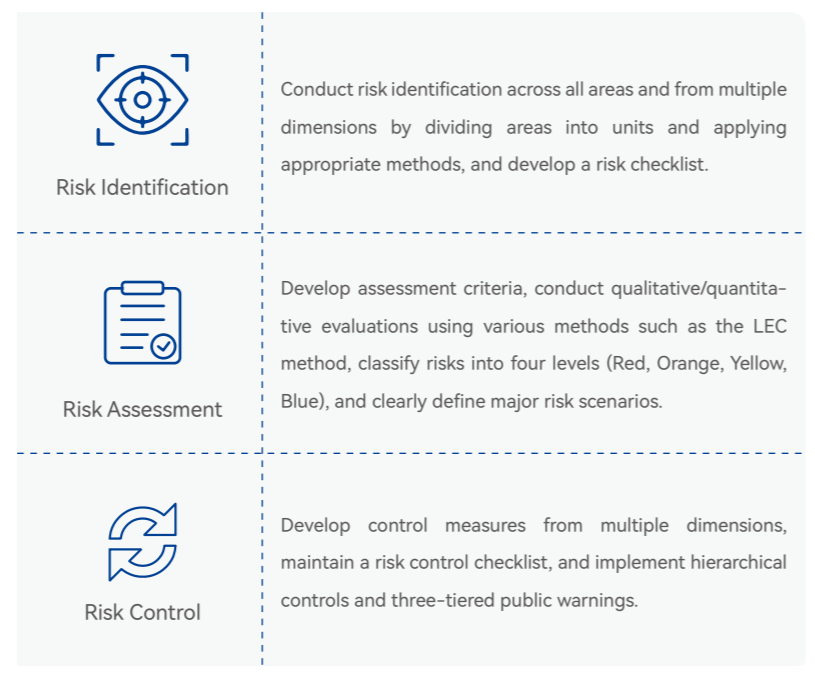 Risk Identification
Conduct risk identification across all areas and from multiple
dimensions by dividing areas into units and applying
appropriate methods, and develop a risk checklist.
Risk Assessment
Develop assessment criteria, conduct qualitative/quantita-
tive evaluations using various methods such as the LEC
method, classify risks into four levels (Red, Orange, Yellow,
Blue), and clearly define major risk scenarios.
Risk Control
Develop control measures from multiple dimensions,
maintain a risk control checklist, and implement hierarchical
controls and three-tiered public warnings.